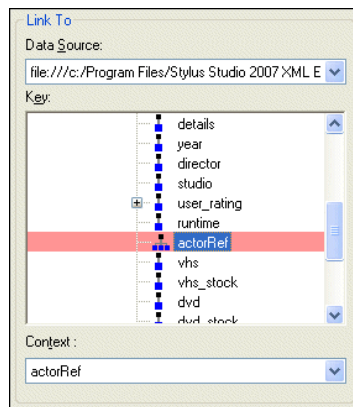 Link To
Data Source:
file:///c:/Program Files/Stylus Studio 2007 XML E
Key:
details
year
director
studio
user_rating
runtime
actorRef
vhs
vhs_stock
dvd
dvd_stock
Context :
actorRef